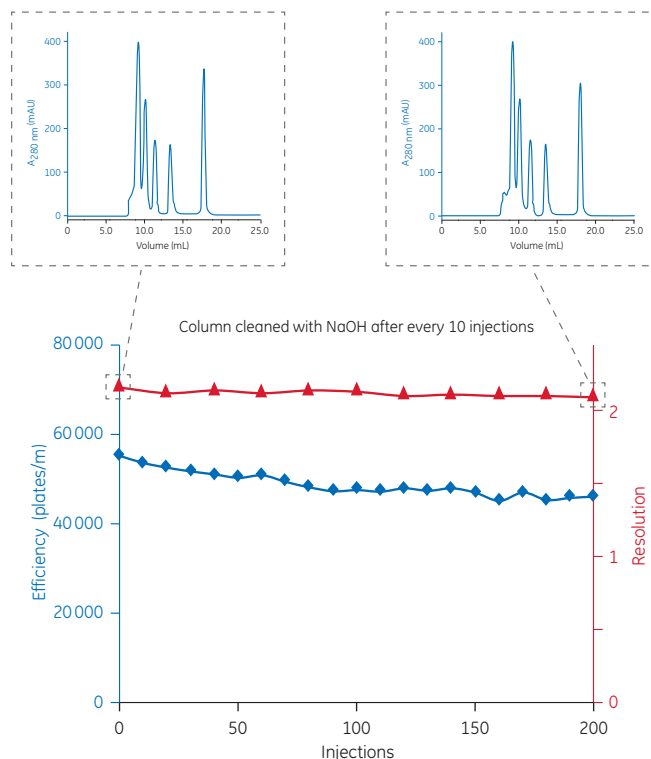 400
300
200
100
0
A280 nm (mAU)
0 5.0 10.0 15.0 20.0 25.0
Volume (mL)
400
300
200
100
0
A280 nm (mAU)
0 5.0 10.0 15.0 20.0 25.0
Volume (mL)
Column cleaned with NaOH after every 10 injections
80 000
60 000
40 000
20 000
0
Efficiency (plates/m)
2
1
0
Resolution
0 50 100 150 200
Injections